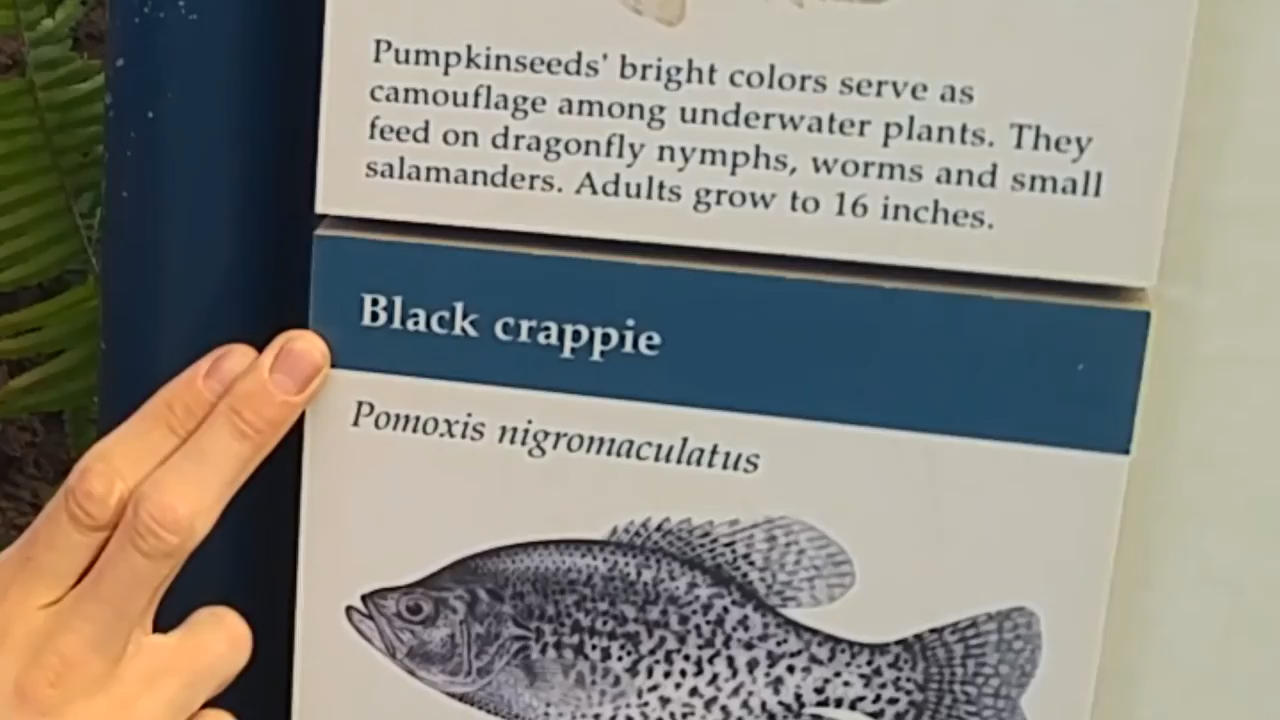 Pumpkinseeds' bright colors serve as
camouflage among underwater plants. They
feed on dragonfly nymphs, worms and small
salamanders. Adults grow to 16 inches.
Black crappie
Pomoxis nigromaculatus